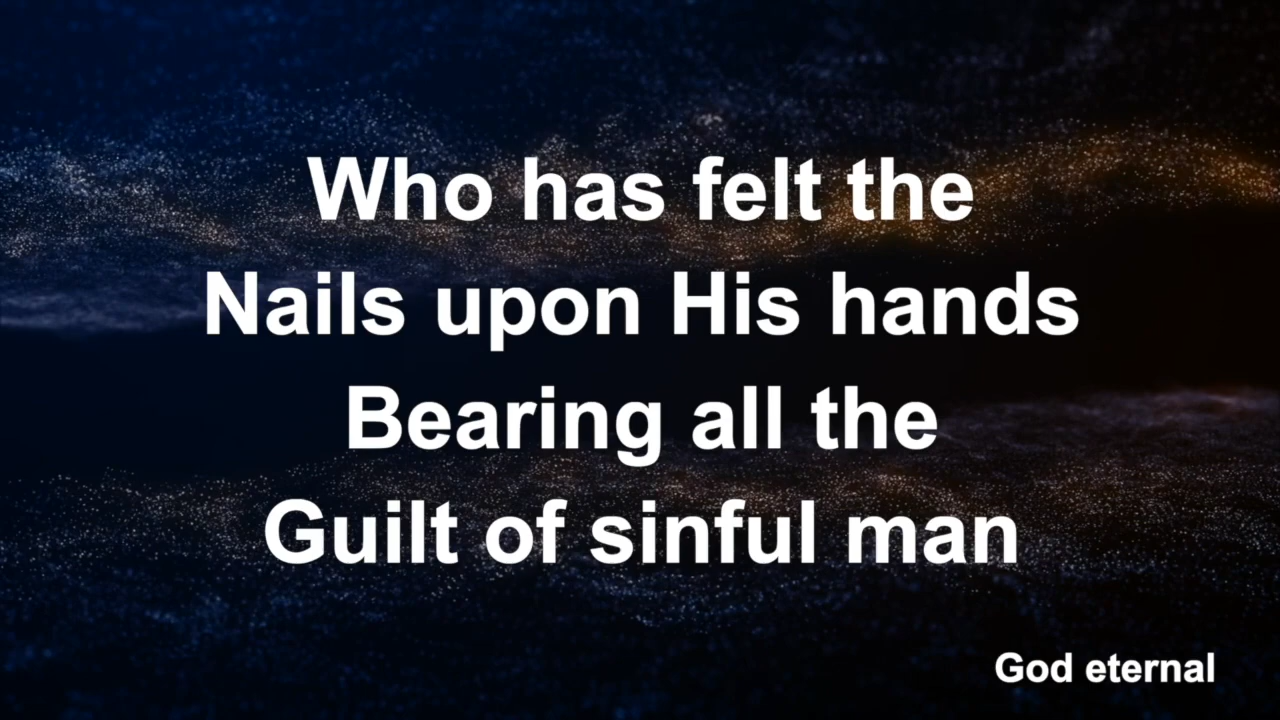 Who has felt the
Nails upon His hands
Bearing all the
Guilt of sinful man
God eternal